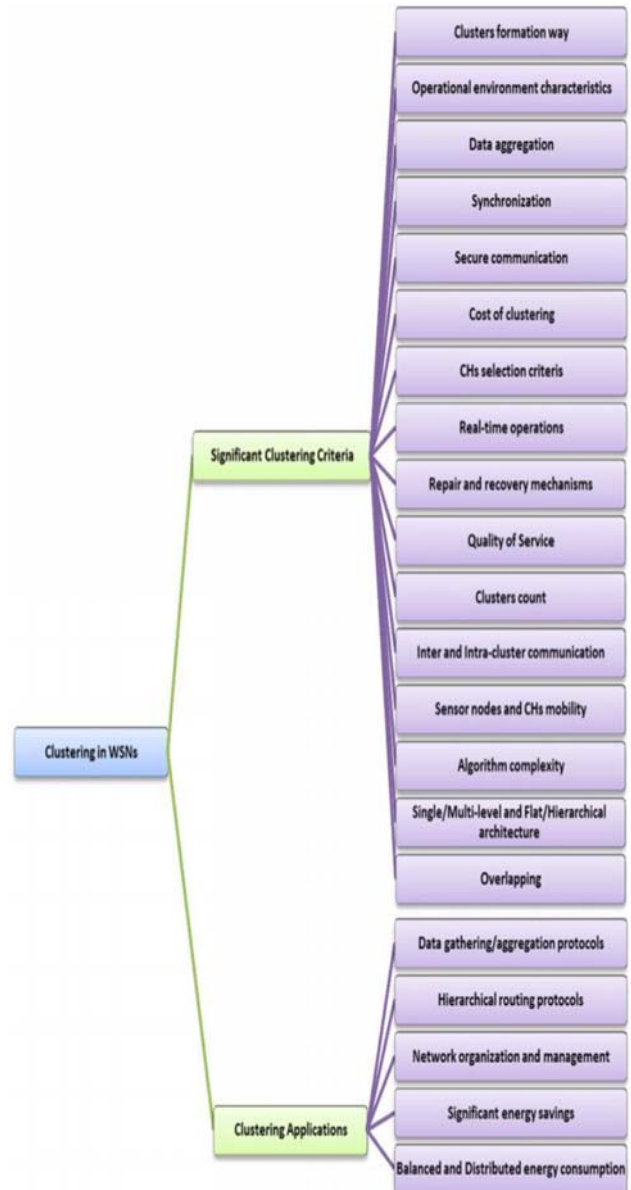 Clusters formation way
Operational environment characteristics
Data aggregation
Synchronization
Secure communication
Cost of clustering
CHs selection criteris
Real-time operations
Significant Clustering Criteria
Repair and recovery mechanisms
Quality of Service
Clusters count
Inter and Intra-cluster communication
Sensor nodes and CHs mobility
Clustering in WSNs
Algorithm complexity
Single/Multi-level and Flat/Hierarchical
architecture
Overlapping
Data gathering/aggregation protocols
Hierarchical routing protocols
Network organization and management
Significant energy savings
Clustering Applications
Balanced and Distributed energy consumption